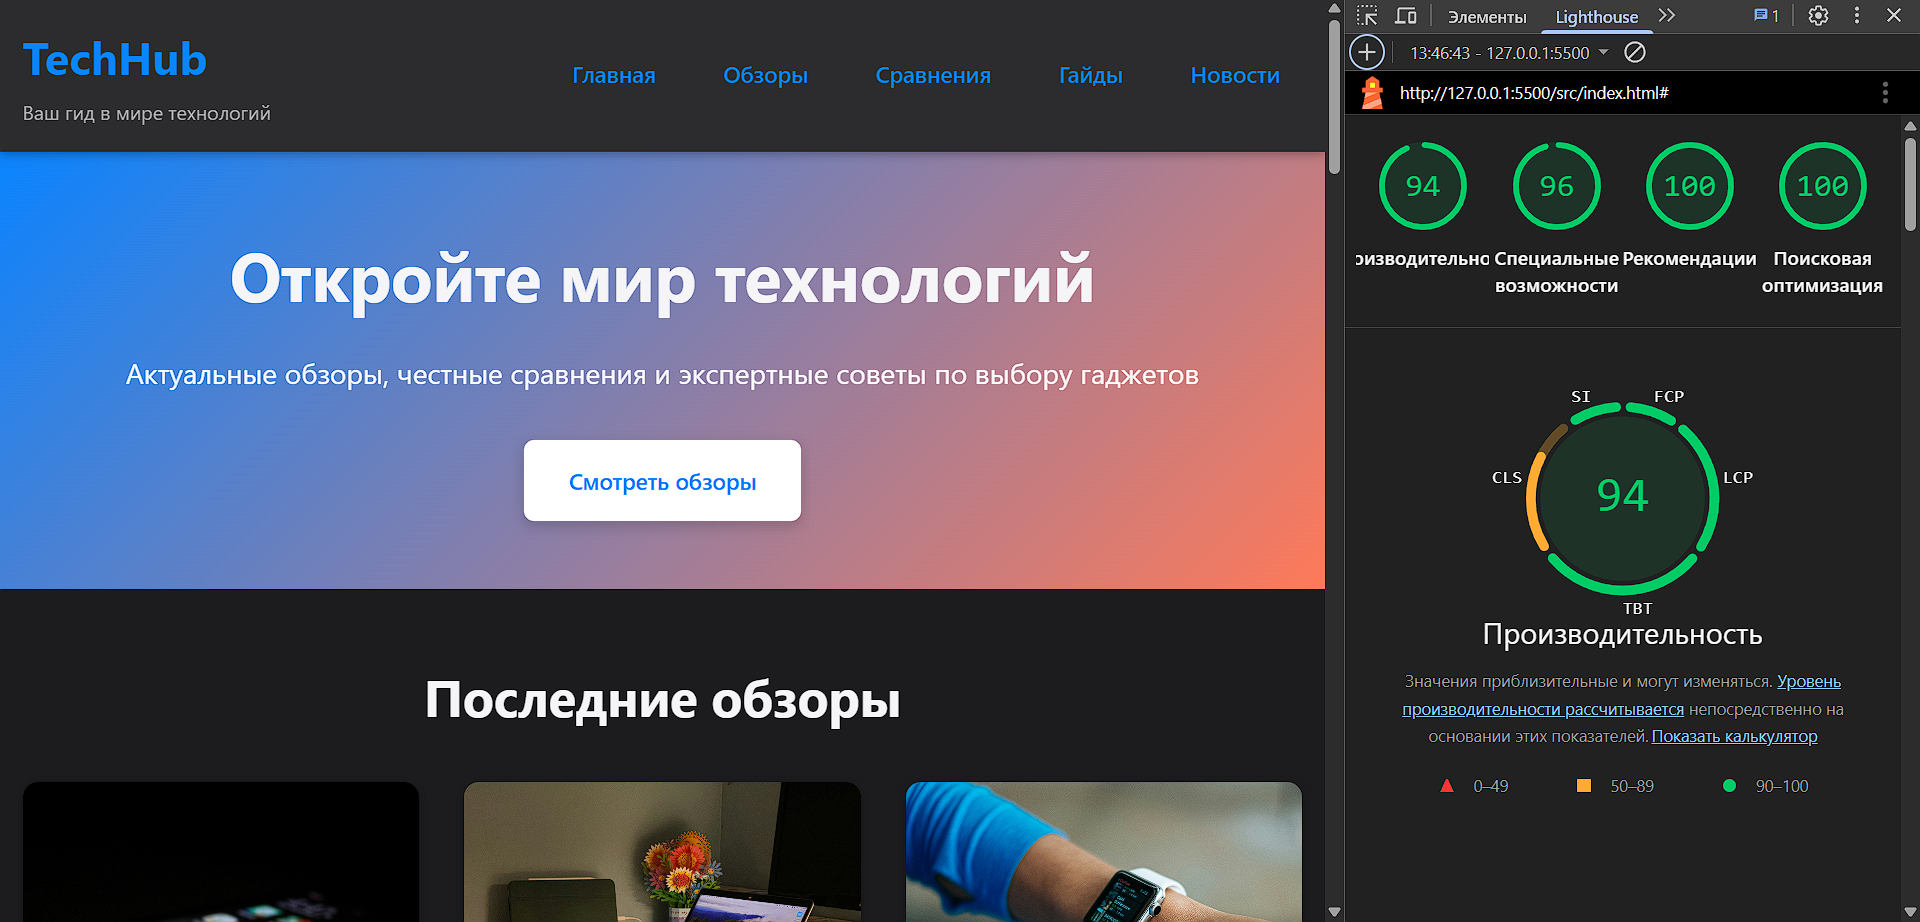 TechHub
Ваш гид в мире технологий
Главная
Обзоры
Сравнения
Гайды
Новости
Откройте мир технологий
Актуальные обзоры, честные сравнения и экспертные советы по выбору гаджетов
Смотреть обзоры
Последние обзоры
Элементы
Lighthouse
1
13:46:43 - 127.0.0.1:5500
http://127.0.0.1:5500/src/index.html#
94
96
100
100
оизводительно
Специальные возможности
Рекомендации
Поисковая оптимизация
SI
FCP
CLS
LCP
94
TBT
Производительность
Значения приблизительные и могут изменяться. Уровень
производительности рассчитывается непосредственно на
основании этих показателей. Показать калькулятор
0–49
50–89
90–100